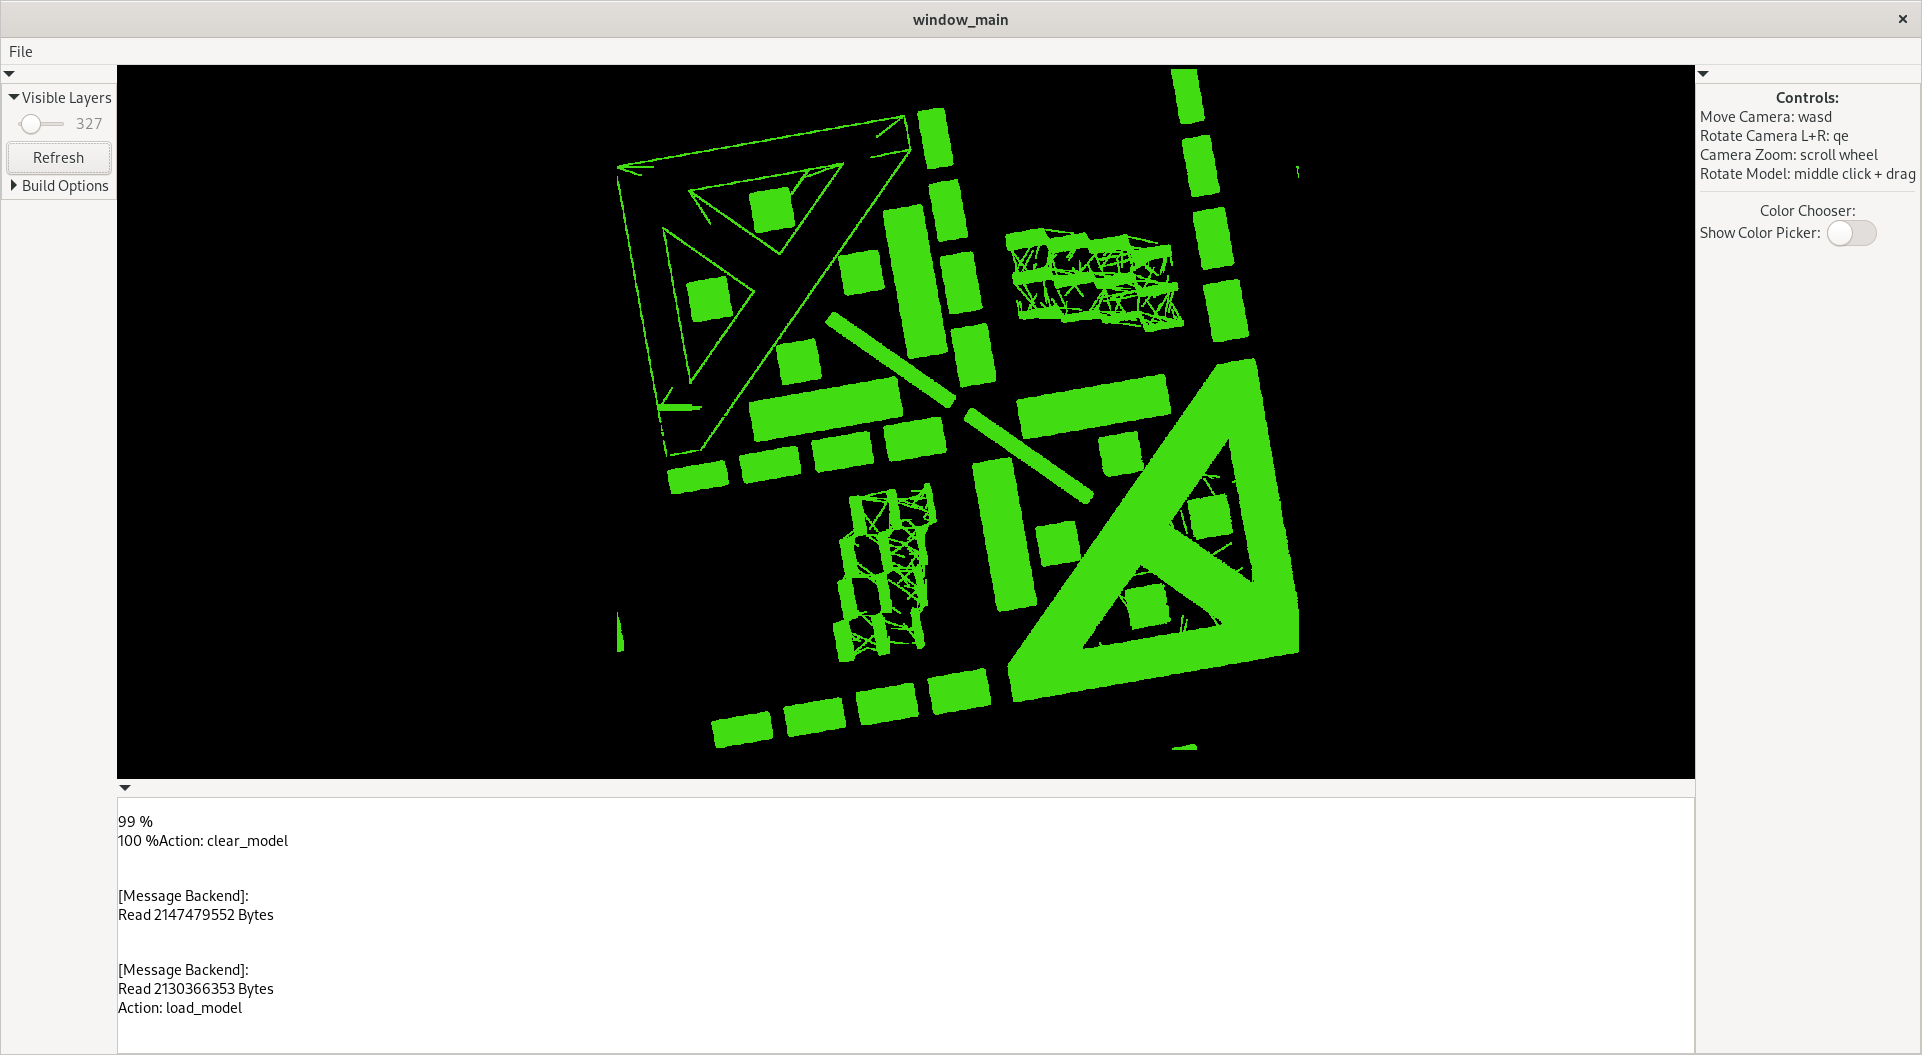 window_main
File
Visible Layers
327
Refresh
Build Options
Controls:
Move Camera: wasd
Rotate Camera L+R: qe
Camera Zoom: scroll wheel
Rotate Model: middle click + drag
Color Chooser:
Show Color Picker:
99 %
100 %Action: clear_model
[Message Backend]:
Read 2147479552 Bytes
[Message Backend]:
Read 2130366353 Bytes
Action: load_model